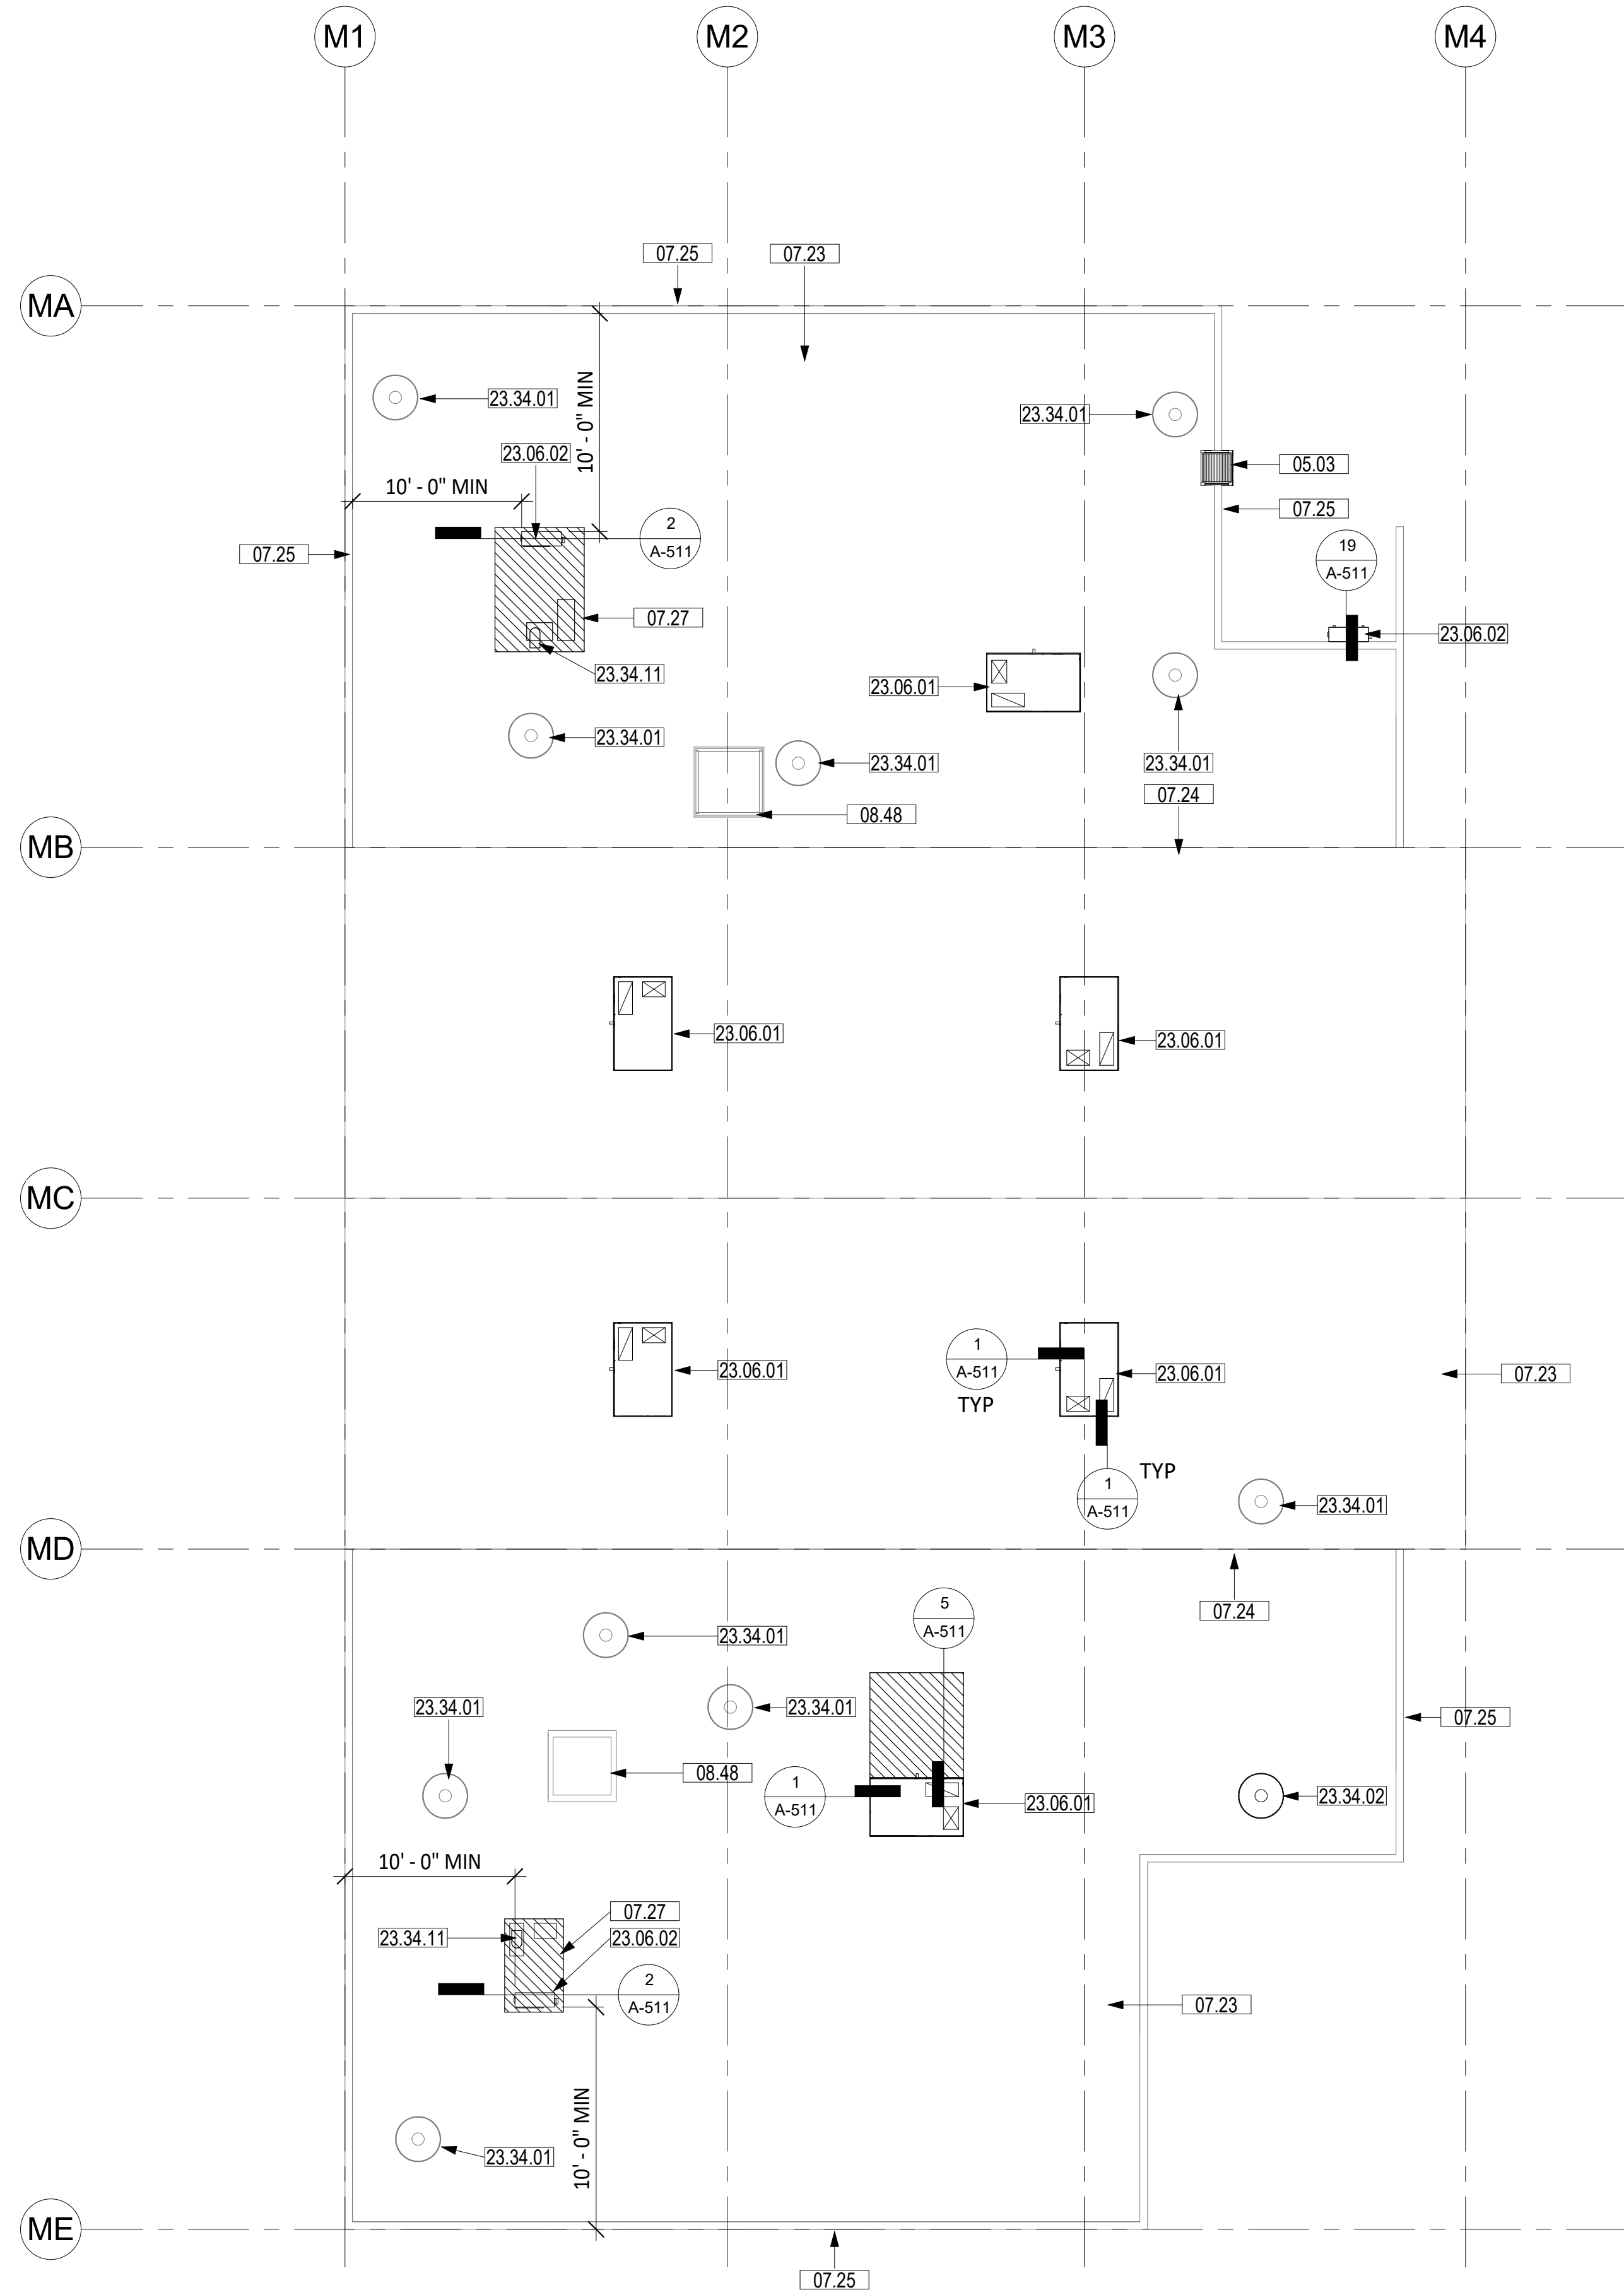 M1
M2
M3
M4
07.25
07.23
MA
23.34.01
23.34.01
10' - 0" MIN
23.06.02
05.03
10' - 0" MIN
07.25
2
A-511
07.25
19
A-511
07.27
23.06.02
23.34.11
23.06.01
23.34.01
23.34.01
23.34.01
07.24
08.48
MB
23.06.01
23.06.01
MC
1
A-511
TYP
23.06.01
23.06.01
07.23
TYP
1
A-511
23.34.01
MD
5
A-511
07.24
23.34.01
23.34.01
23.34.01
07.25
08.48
1
A-511
23.06.01
23.34.02
10' - 0" MIN
07.27
23.34.11
23.06.02
2
A-511
07.23
10' - 0" MIN
23.34.01
ME
07.25